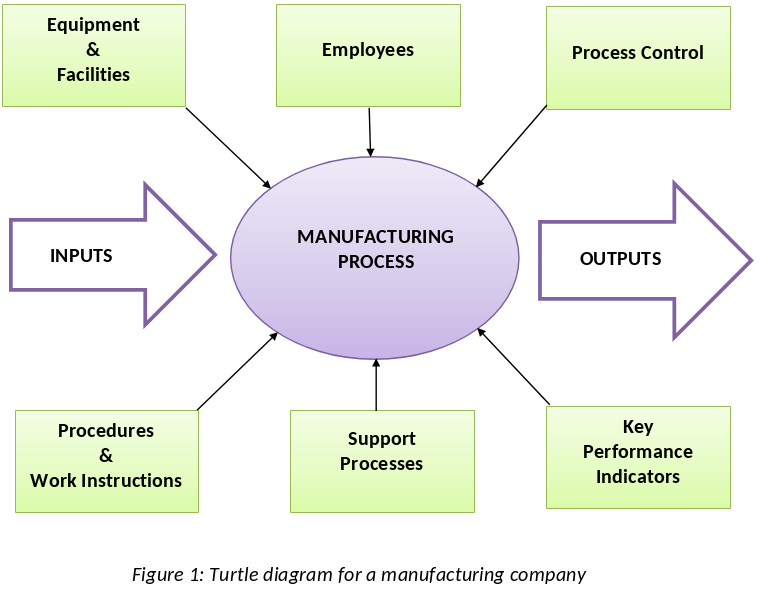 Equipment
&
Facilities
Employees
Process Control
INPUTS
MANUFACTURING
PROCESS
OUTPUTS
Procedures
&
Work Instructions
Support
Processes
Key
Performance
Indicators
Figure 1: Turtle diagram for a manufacturing company